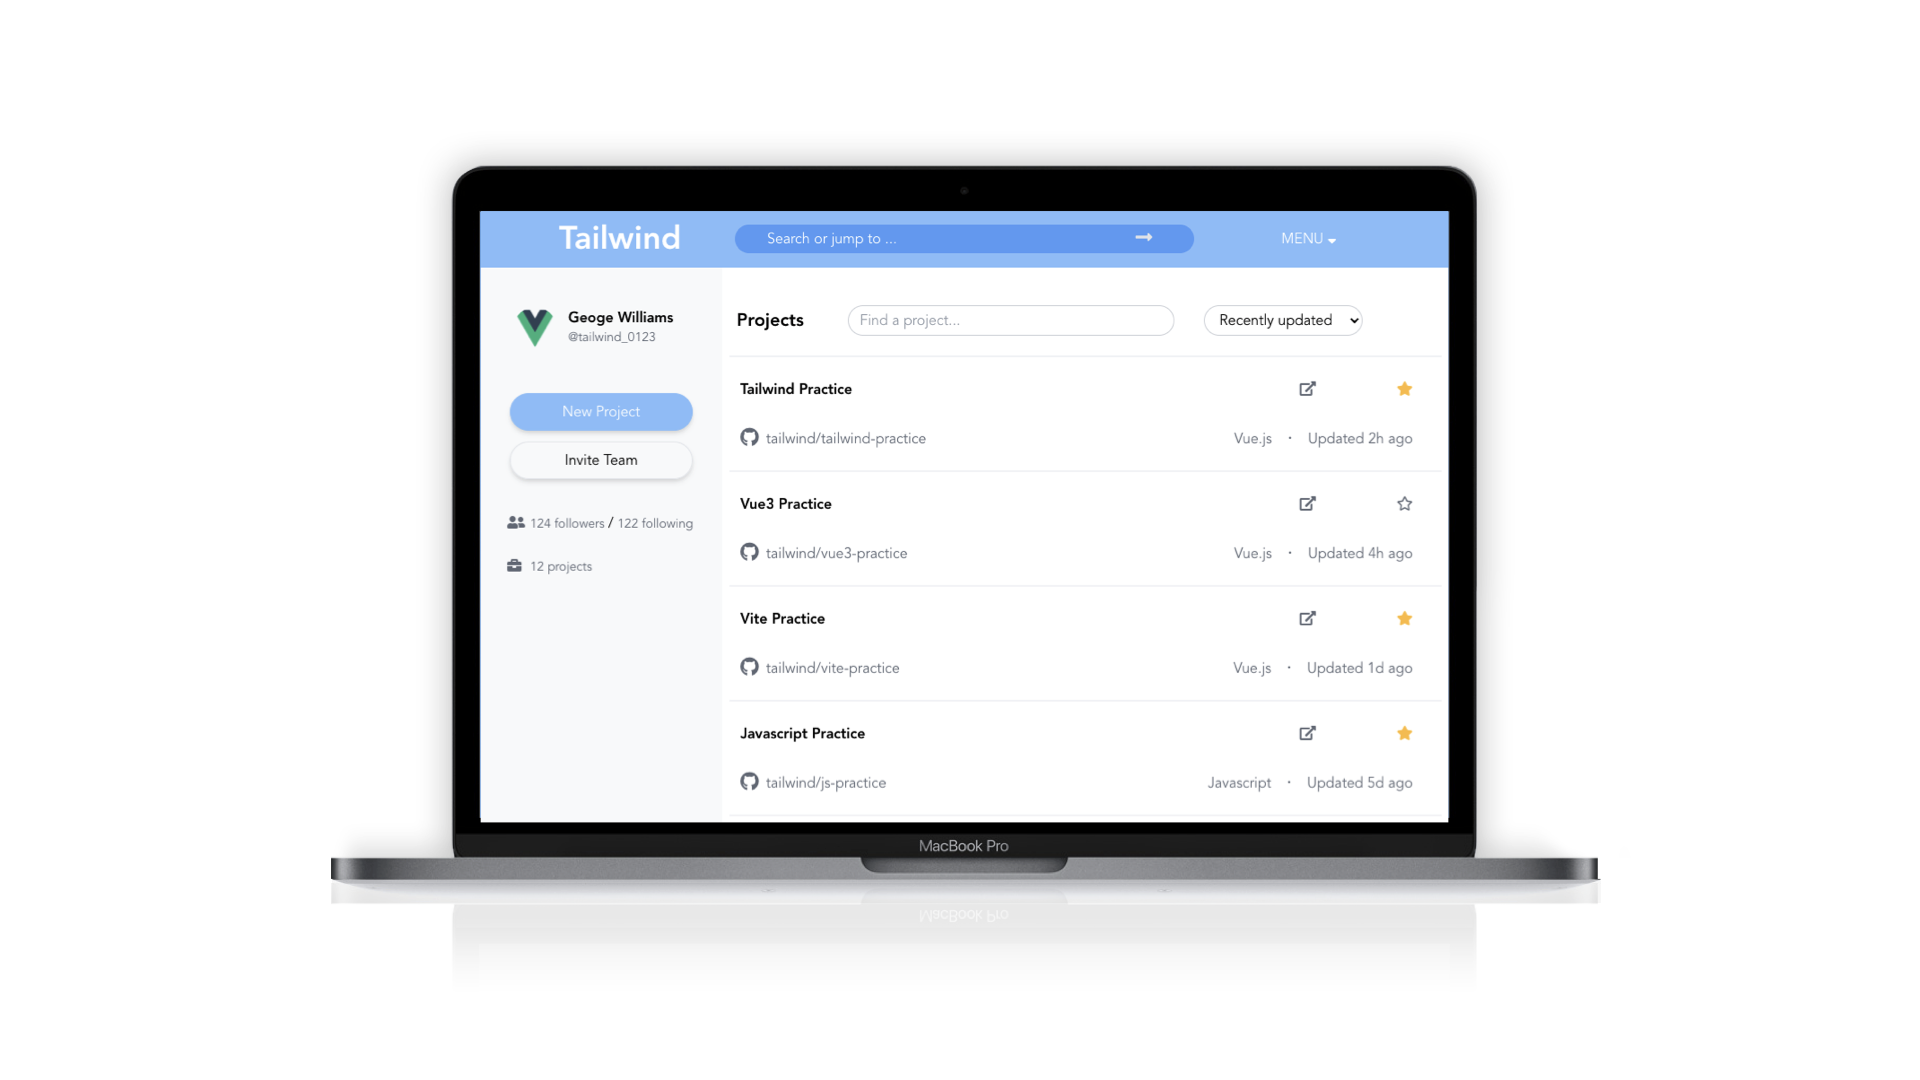 Tailwind
Search or jump to ...
MENU
Geoge Williams
@tailwind_0123
New Project
Invite Team
124 followers / 122 following
12 projects
Projects
Find a project...
Recently updated
Tailwind Practice
tailwind/tailwind-practice
Vue.js · Updated 2h ago
Vue3 Practice
tailwind/vue3-practice
Vue.js · Updated 4h ago
Vite Practice
tailwind/vite-practice
Vue.js · Updated 1d ago
Javascript Practice
tailwind/js-practice
Javascript · Updated 5d ago
MacBook Pro